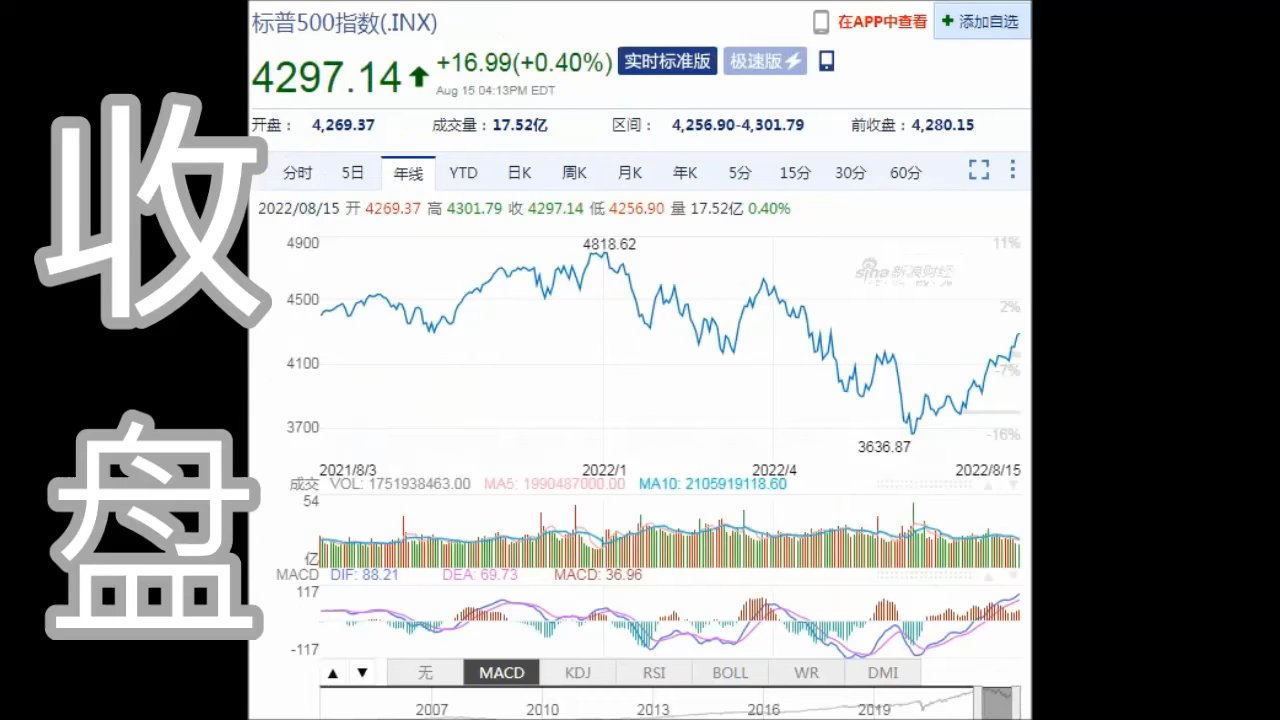 收盘
标普500指数(.INX)
在APP中查看
+ 添加自选
4297.14
+16.99(+0.40%)
实时标准版
极速版
Aug 15 04:13PM EDT
开盘： 4,269.37 成交量：17.52亿 区间： 4,256.90-4,301.79 前收盘：4,280.15
分时 5日 年线 YTD 日K 周K 月K 年K 5分 15分 30分 60分
2022/08/15 开 4269.37 高 4301.79 收 4297.14 低 4256.90 量 17.52亿 0.40%
4900 4818.62 11%
sina新浪财经
4500 2%
4100 -7%
3700 -16%
3636.87
2021/8/3 2022/1 2022/4 2022/8/15
成交 VOL: 1751938463.00 MA5: 1990487000.00 MA10: 2105919118.60
54
亿
MACD DIF: 88.21 DEA: 69.73 MACD: 36.96
117
-117
▲ ▼ 无 MACD KDJ RSI BOLL WR DMI
2007 2010 2013 2016 2019